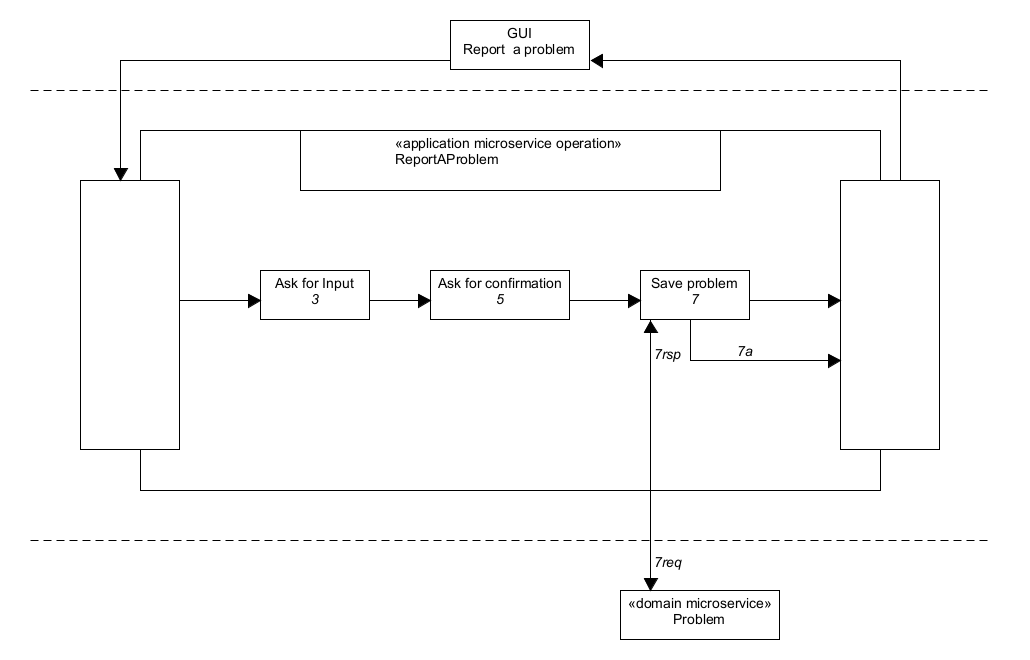 GUI
Report a problem
«application microservice operation»
ReportAProblem
Ask for Input
3
Ask for confirmation
5
Save problem
7
7rsp
7a
7req
«domain microservice»
Problem